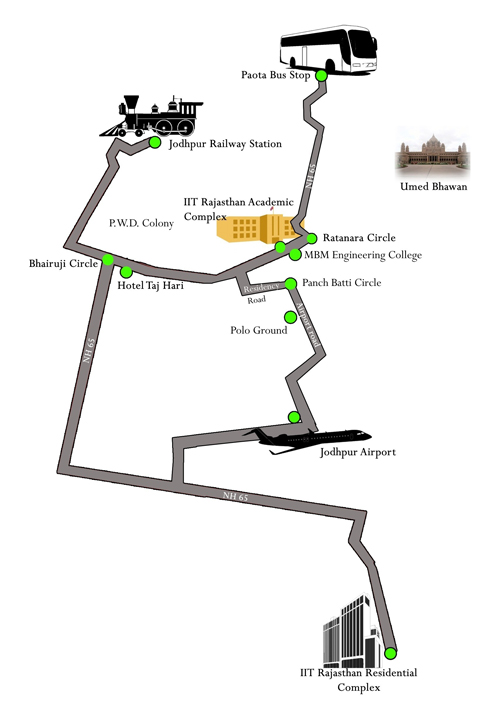 Paota Bus Stop
Jodhpur Railway Station
Umed Bhawan
NH 65
IIT Rajasthan Academic
Complex
P.W.D. Colony
Ratanara Circle
MBM Engineering College
Bhairuji Circle
Hotel Taj Hari
Residency
Road
Panch Batti Circle
Airport road
Polo Ground
NH 65
Jodhpur Airport
NH 65
IIT Rajasthan Residential
Complex